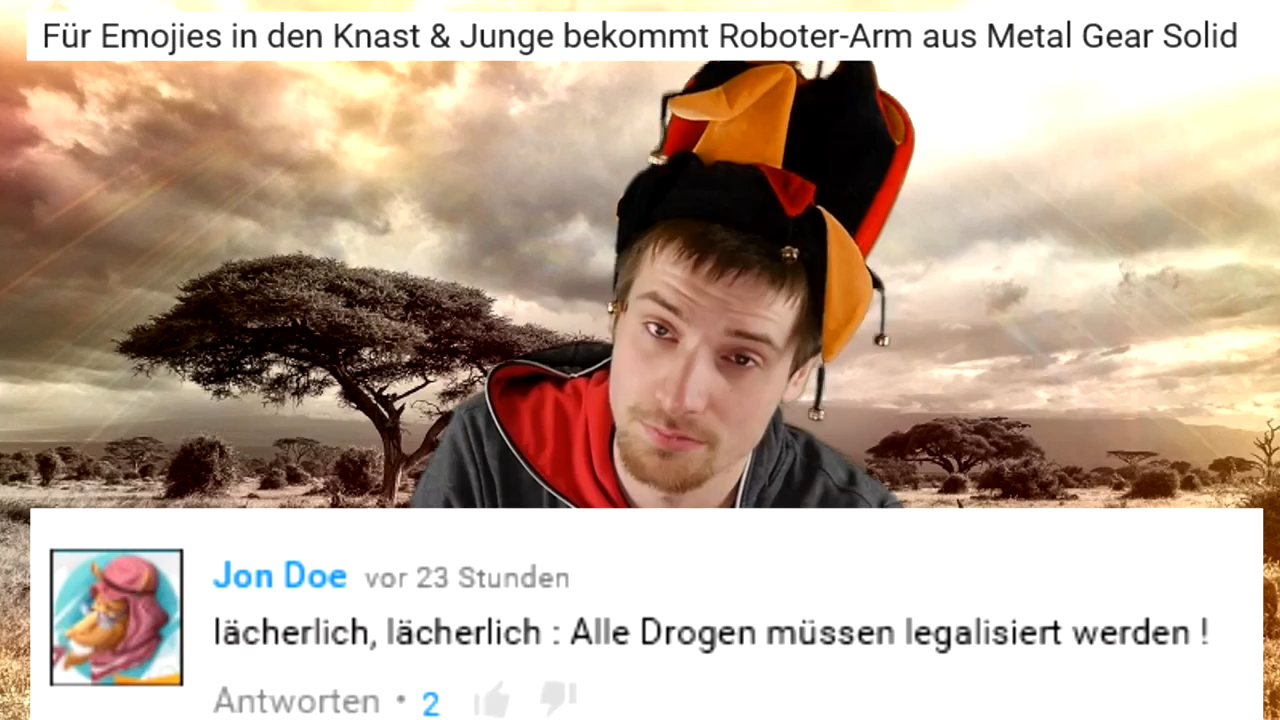 Für Emojies in den Knast & Junge bekommt Roboter-Arm aus Metal Gear Solid
Jon Doe vor 23 Stunden
lächerlich, lächerlich : Alle Drogen müssen legalisiert werden !
Antworten • 2